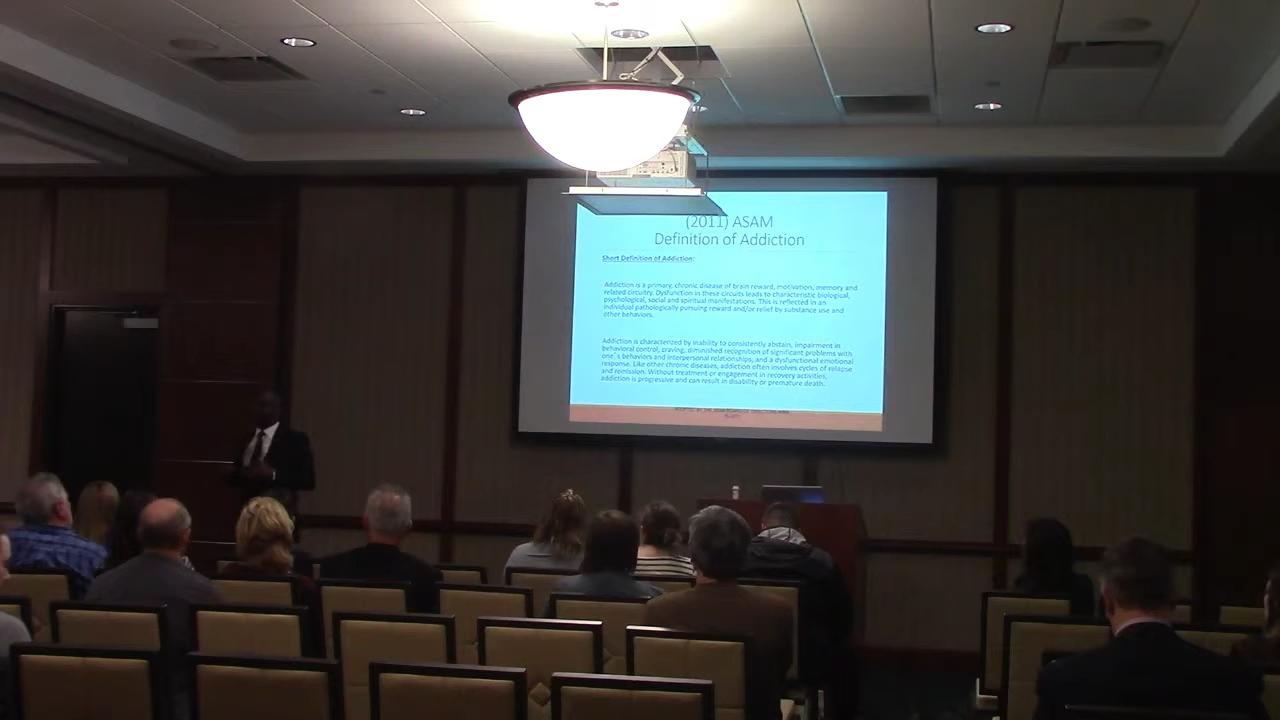 (2011) ASAM
Definition of Addiction
Short Definition of Addiction:
Addiction is a primary, chronic disease of brain reward, motivation, memory and
related circuitry. Dysfunction in these circuits leads to characteristic biological,
psychological, social and spiritual manifestations. This is reflected in an
individual pathologically pursuing reward and/or relief by substance use and
other behaviors.
Addiction is characterized by inability to consistently abstain, impairment in
behavioral control, craving, diminished recognition of significant problems with
one's behaviors and interpersonal relationships, and a dysfunctional emotional
response. Like other chronic diseases, addiction often involves cycles of relapse
and remission. Without treatment or engagement in recovery activities,
addiction is progressive and can result in disability or premature death.